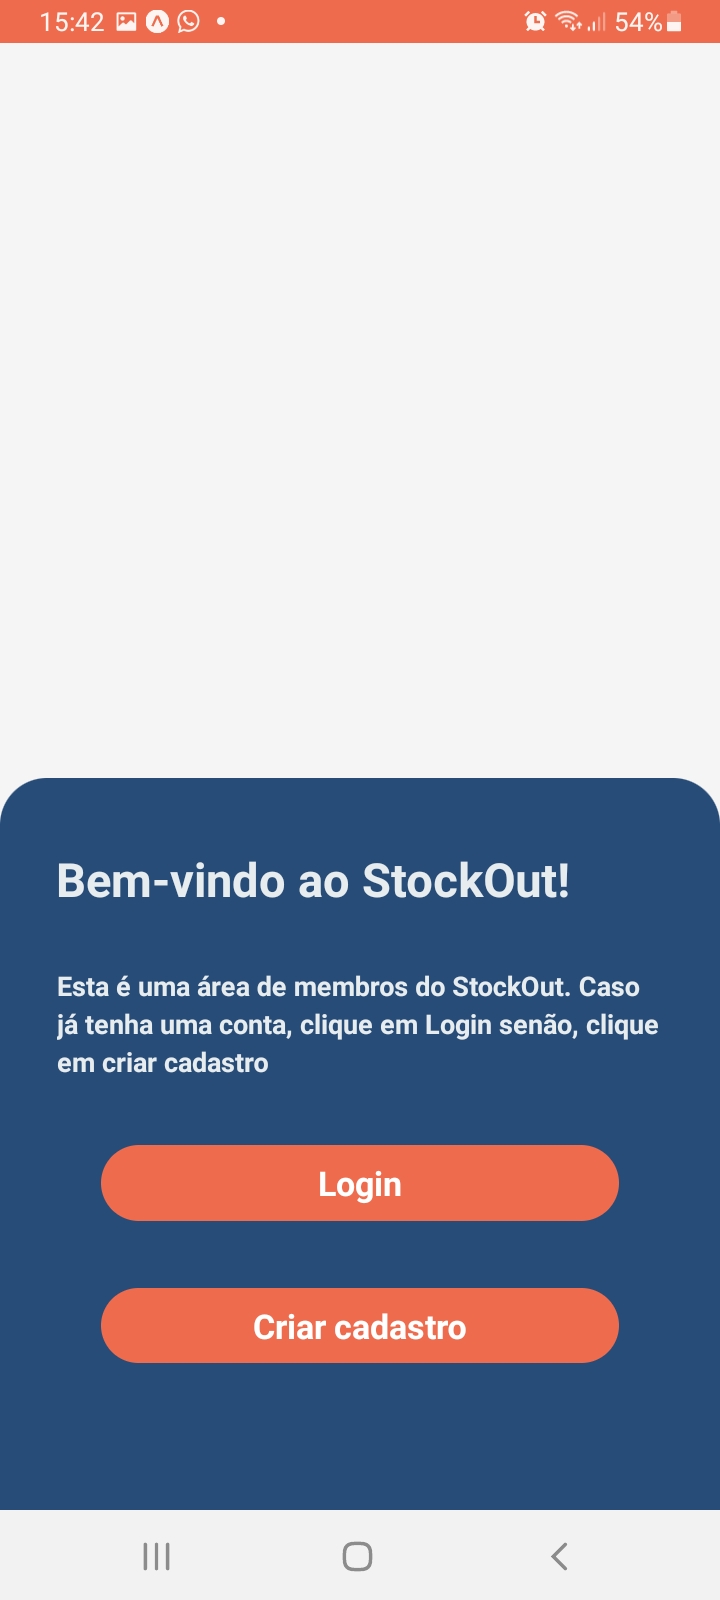 15:42
54%
Bem-vindo ao StockOut!
Esta é uma área de membros do StockOut. Caso
já tenha uma conta, clique em Login senão, clique
em criar cadastro
Login
Criar cadastro